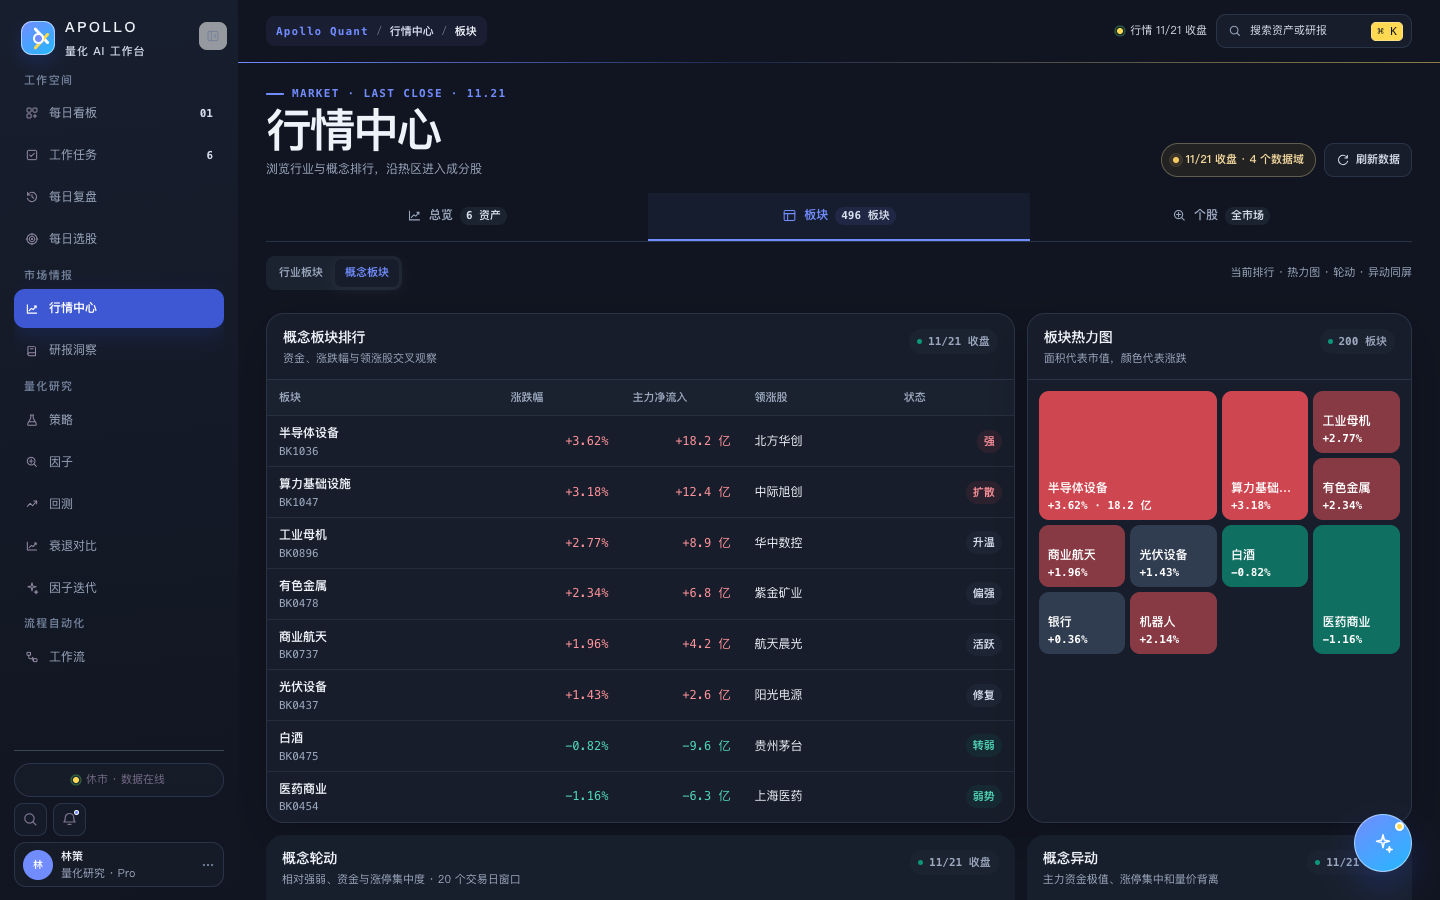 APOLLO
量化 AI 工作台
工作空间
每日看板 01
工作任务 6
每日复盘
每日选股
市场情报
行情中心
研报洞察
量化研究
策略
因子
回测
衰退对比
因子迭代
流程自动化
工作流
休市 · 数据在线
林
林策
量化研究 · Pro
Apollo Quant / 行情中心 / 板块
行情 11/21 收盘
搜索资产或研报 ⌘ K
MARKET · LAST CLOSE · 11.21
行情中心
浏览行业与概念排行，沿热区进入成分股
11/21 收盘 · 4 个数据域
刷新数据
总览 6 资产
板块 496 板块
个股 全市场
行业板块 概念板块
当前排行 · 热力图 · 轮动 · 异动同屏
概念板块排行
资金、涨跌幅与领涨股交叉观察
11/21 收盘
板块 涨跌幅 主力净流入 领涨股 状态
半导体设备 +3.62% +18.2 亿 北方华创 强
BK1036
算力基础设施 +3.18% +12.4 亿 中际旭创 扩散
BK1047
工业母机 +2.77% +8.9 亿 华中数控 升温
BK0896
有色金属 +2.34% +6.8 亿 紫金矿业 偏强
BK0478
商业航天 +1.96% +4.2 亿 航天晨光 活跃
BK0737
光伏设备 +1.43% +2.6 亿 阳光电源 修复
BK0437
白酒 −0.82% −9.6 亿 贵州茅台 转弱
BK0475
医药商业 −1.16% −6.3 亿 上海医药 弱势
BK0454
板块热力图
面积代表市值，颜色代表涨跌
200 板块
半导体设备
+3.62% · 18.2 亿
算力基础...
+3.18%
工业母机
+2.77%
有色金属
+2.34%
商业航天
+1.96%
光伏设备
+1.43%
白酒
−0.82%
医药商业
−1.16%
银行
+0.36%
机器人
+2.14%
概念轮动
相对强弱、资金与涨停集中度 · 20 个交易日窗口
11/21 收盘
概念异动
主力资金极值、涨停集中和量价背离
11/21